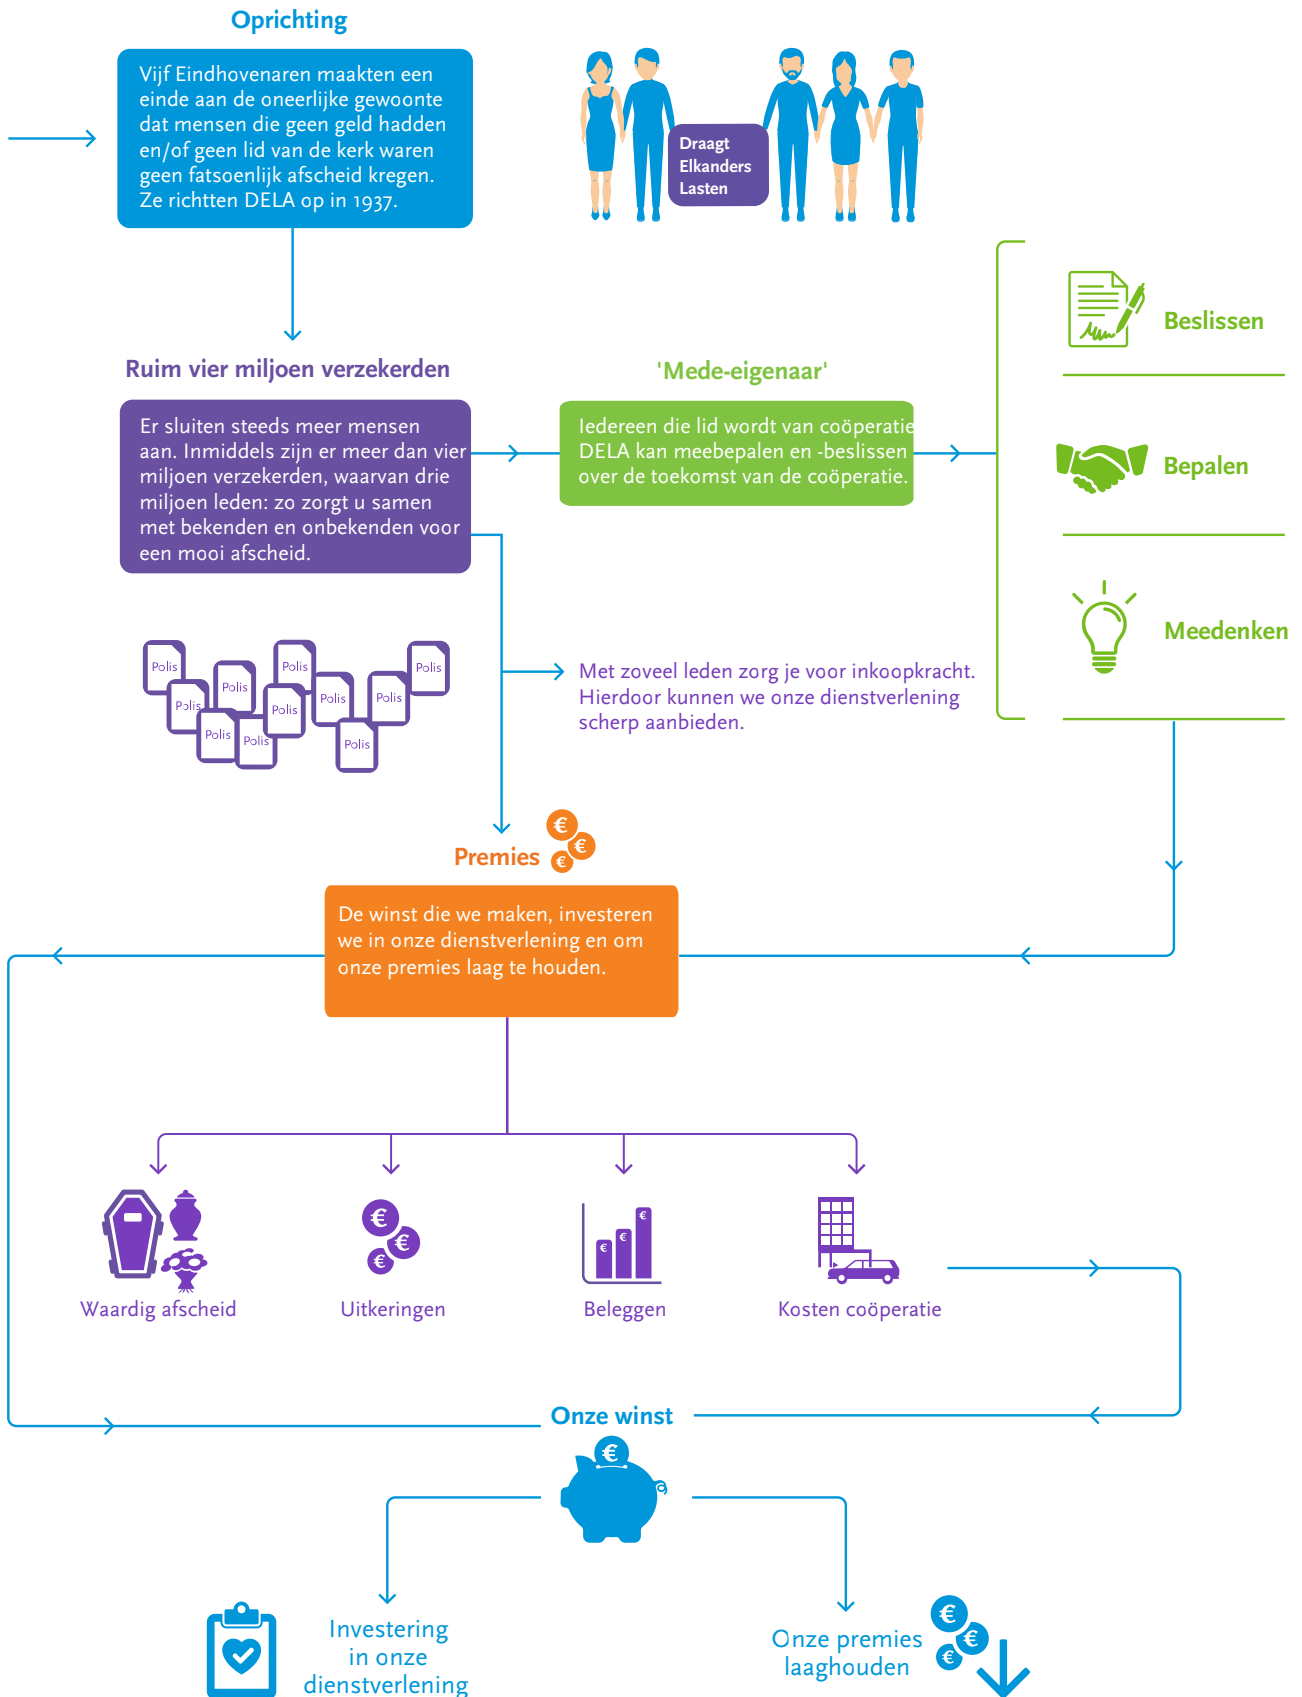 Oprichting
Vijf Eindhovenaren maakten een
einde aan de oneerlijke gewoonte
dat mensen die geen geld hadden
en/of geen lid van de kerk waren
geen fatsoenlijk afscheid kregen.
Ze richtten DELA op in 1937.
Draagt
Elkanders
Lasten
Ruim vier miljoen verzekerden
Er sluiten steeds meer mensen
aan. Inmiddels zijn er meer dan vier
miljoen verzekerden, waarvan drie
miljoen leden: zo zorgt u samen
met bekenden en onbekenden voor
een mooi afscheid.
'Mede-eigenaar'
Iedereen die lid wordt van coöperatie
DELA kan meebepalen en -beslissen
over de toekomst van de coöperatie.
Beslissen
Bepalen
Meedenken
Polis
Polis
Polis
Polis
Polis
Polis
Polis
Polis
Polis
Polis
Polis
Met zoveel leden zorg je voor inkoopkracht.
Hierdoor kunnen we onze dienstverlening
scherp aanbieden.
Premies
€
€
€
De winst die we maken, investeren
we in onze dienstverlening en om
onze premies laag te houden.
Waardig afscheid
€
€
€
Uitkeringen
€
€
€
Beleggen
Kosten coöperatie
Onze winst
€
Investering
in onze
dienstverlening
Onze premies
laaghouden
€
€
€